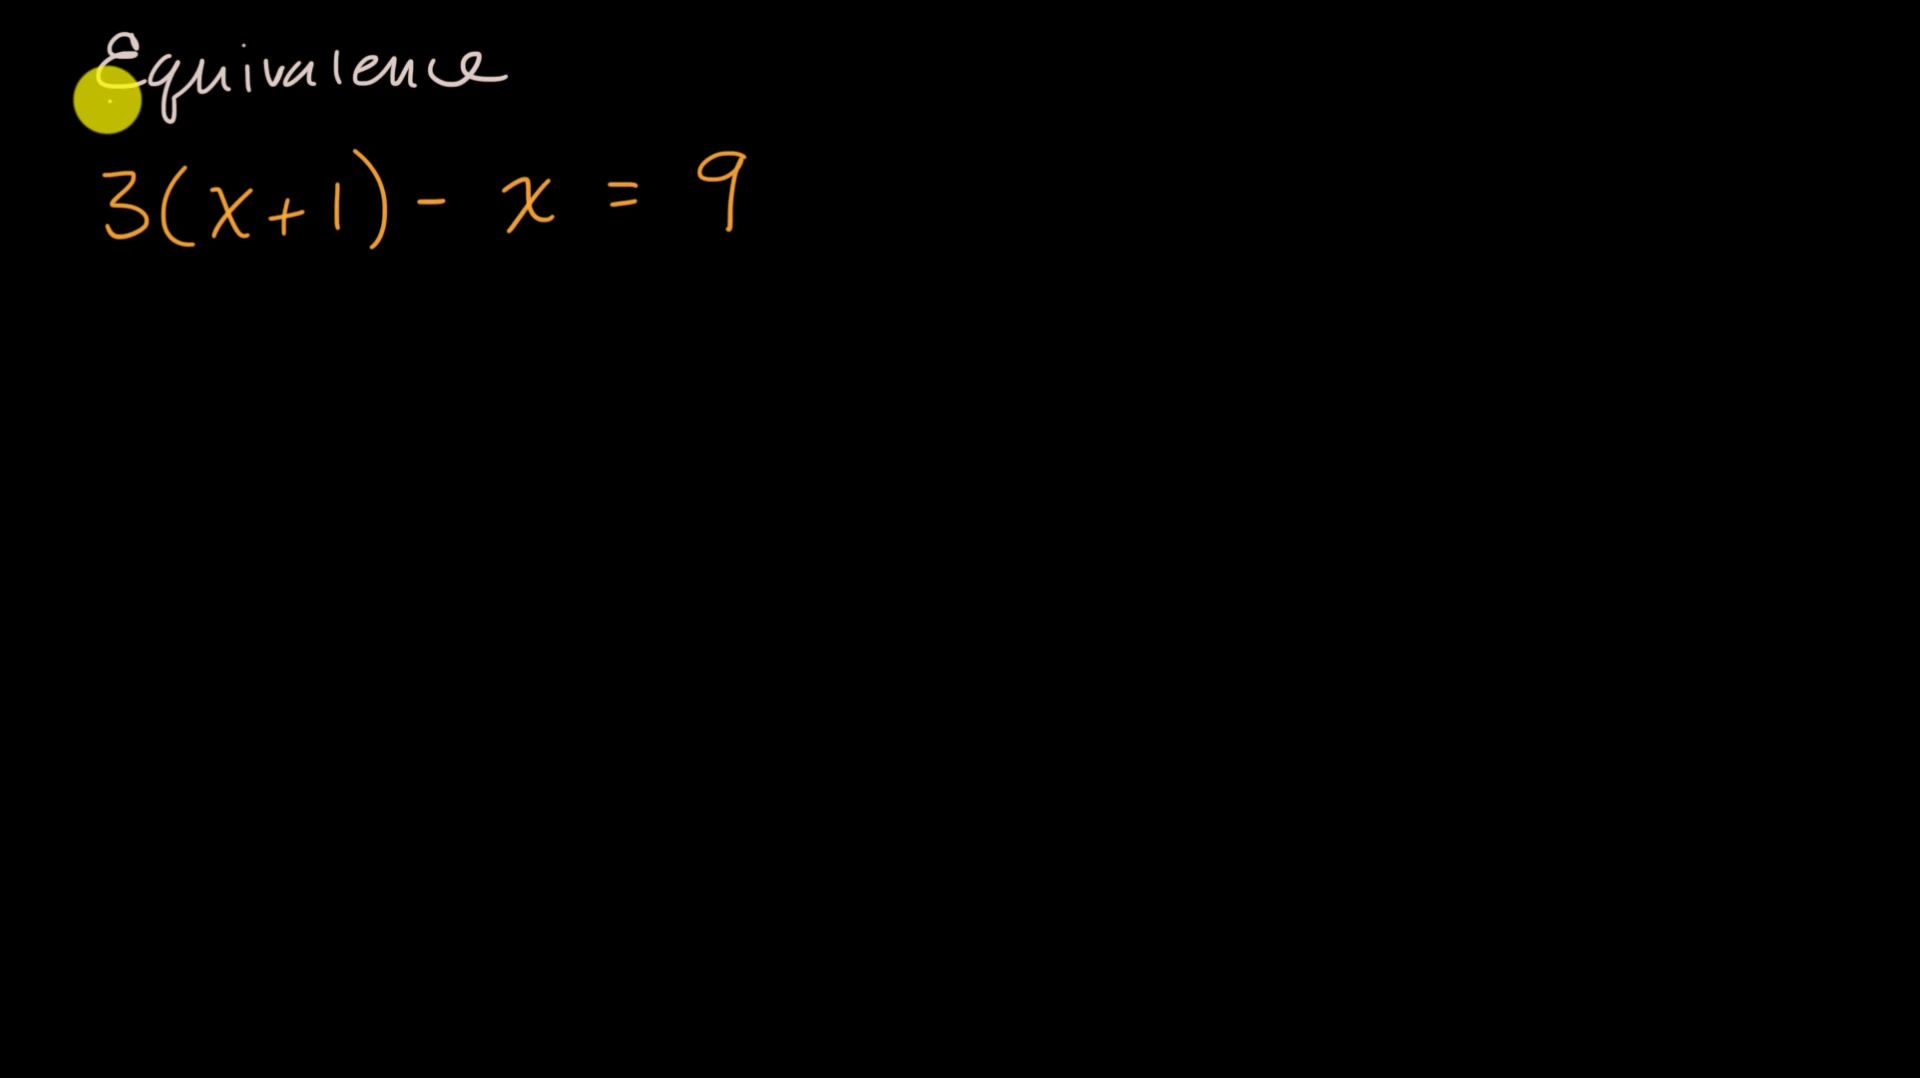 Equivalence
3(x+1) - x = 9